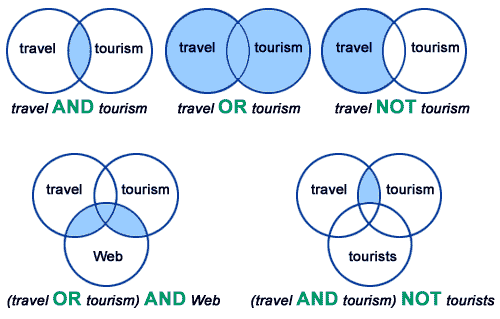 travel tourism
travel tourism
travel tourism
travel AND tourism
travel OR tourism
travel NOT tourism
travel tourism
Web
travel tourism
tourists
(travel OR tourism) AND Web
(travel AND tourism) NOT tourists